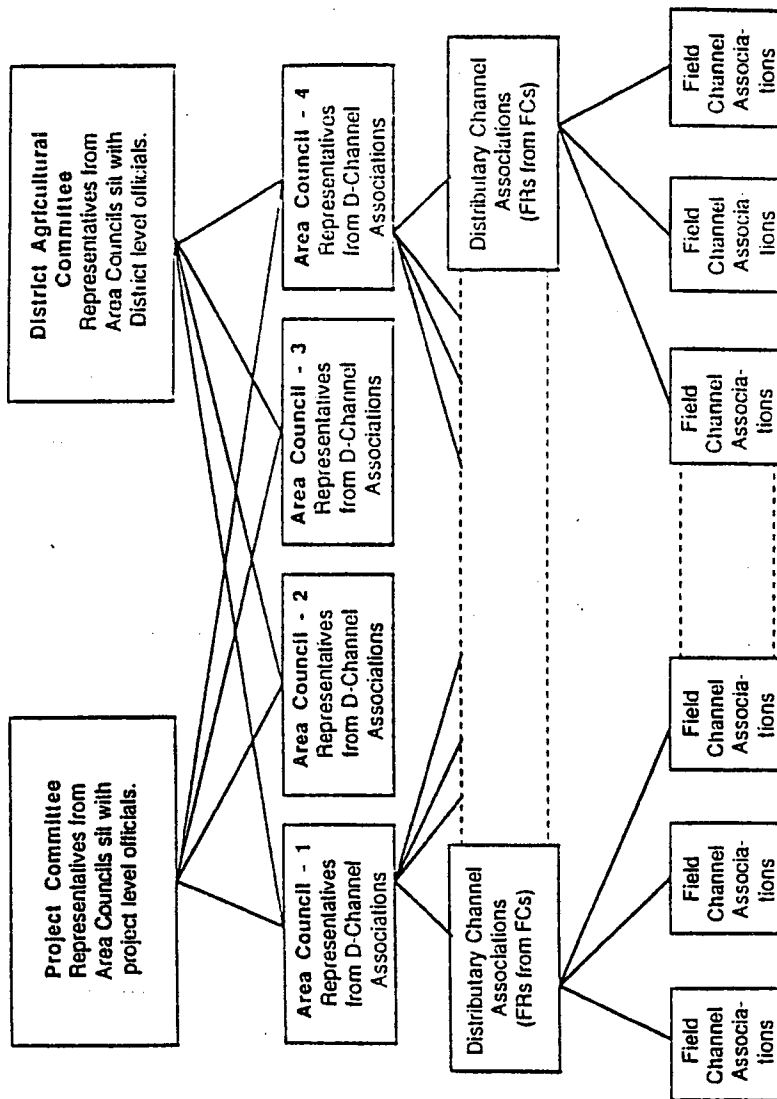 Project Committee
Representatives from
Area Councils sit with
project level officials.
District Agricultural
Committee
Representatives from
Area Councils sit with
District level officials.
Area Council - 1
Representatives
from D-Channel
Associations
Area Council - 2
Representatives
from D-Channel
Associations
Area Council - 3
Representatives
from D-Channel
Associations
Area Council - 4
Representatives
from D-Channel
Associations
Distributary Channel
Associations
(FRs from FCs)
Distributary Channel
Associations
(FRs from FCs)
Field
Channel
Associa-
tions
Field
Channel
Associa-
tions
Field
Channel
Associa-
tions
Field
Channel
Associa-
tions
Field
Channel
Associa-
tions
Field
Channel
Associa-
tions